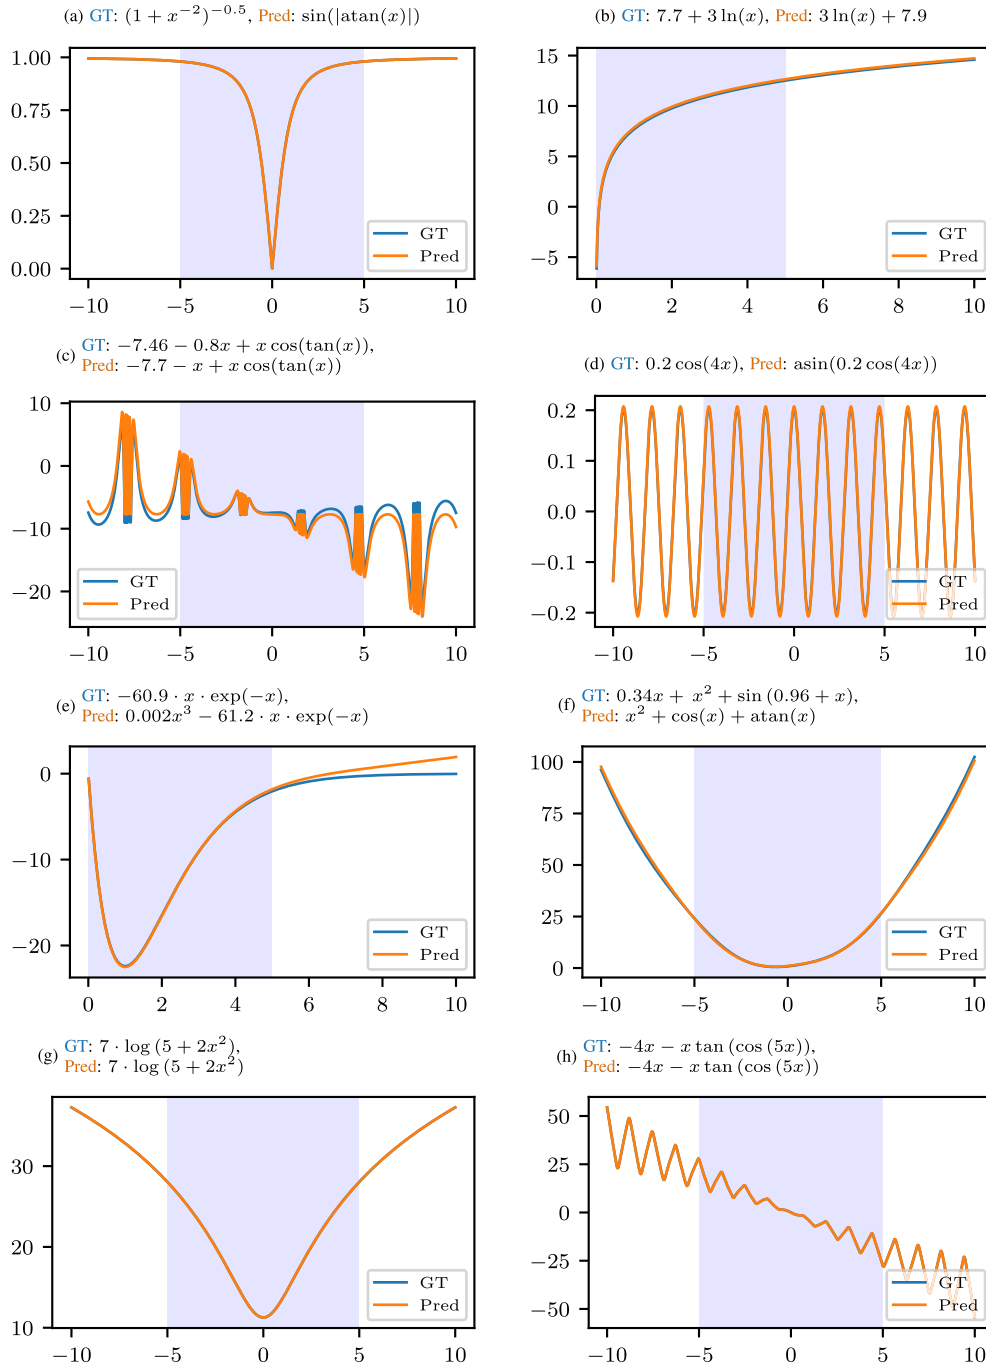 (a) GT: (1 + x⁻²)⁻⁰·⁵, Pred: sin(|atan(x)|)
1.00
0.75
0.50
0.25
0.00
GT
Pred
−10 −5 0 5 10
(b) GT: 7.7 + 3 ln(x), Pred: 3 ln(x) + 7.9
15
10
5
0
−5
GT
Pred
0 2 4 6 8 10
(c) GT: −7.46 − 0.8x + x cos(tan(x)),
Pred: −7.7 − x + x cos(tan(x))
10
0
−10
−20
GT
Pred
−10 −5 0 5 10
(d) GT: 0.2 cos(4x), Pred: asin(0.2 cos(4x))
0.2
0.1
0.0
−0.1
−0.2
GT
Pred
−10 −5 0 5 10
(e) GT: −60.9 · x · exp(−x),
Pred: 0.002x³ − 61.2 · x · exp(−x)
0
−10
−20
GT
Pred
0 2 4 6 8 10
(f) GT: 0.34x + x² + sin (0.96 + x),
Pred: x² + cos(x) + atan(x)
100
75
50
25
0
GT
Pred
−10 −5 0 5 10
(g) GT: 7 · log (5 + 2x²),
Pred: 7 · log (5 + 2x²)
30
20
10
GT
Pred
−10 −5 0 5 10
(h) GT: −4x − x tan (cos (5x)),
Pred: −4x − x tan (cos (5x))
50
25
0
−25
−50
GT
Pred
−10 −5 0 5 10